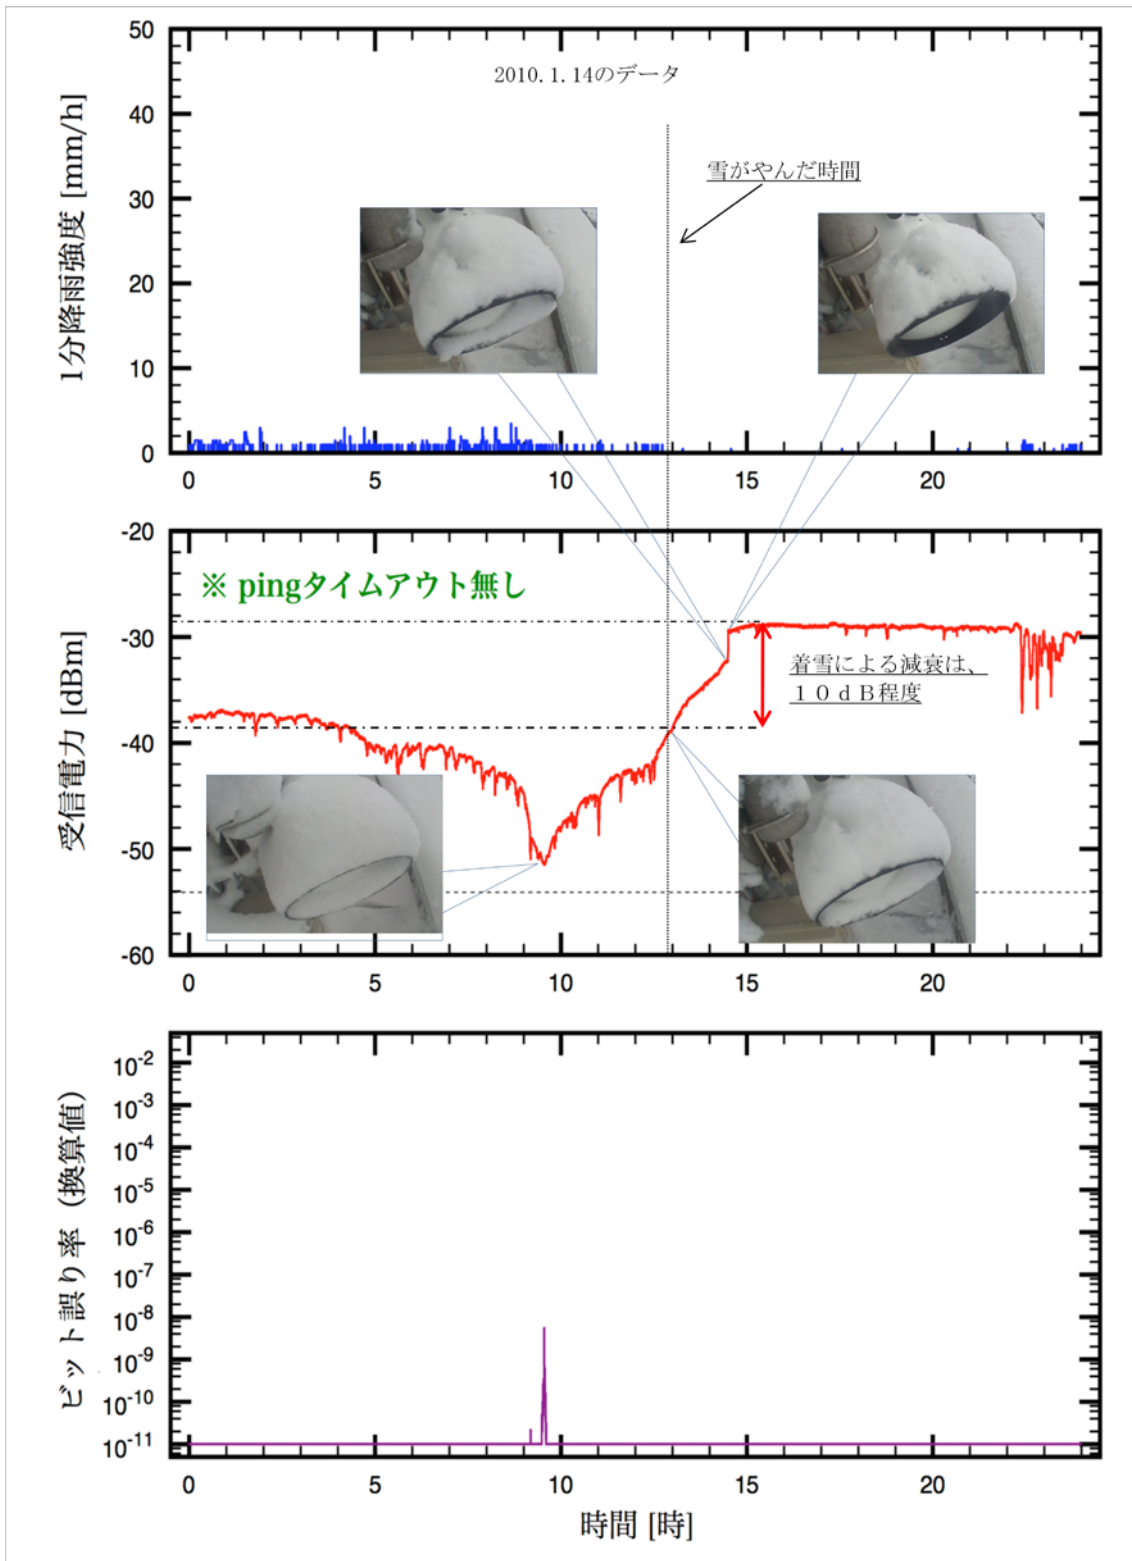 2010.1.14のデータ
雪がやんだ時間
1分降雨強度 [mm/h]
50
40
30
20
10
0
0 5 10 15 20
※ pingタイムアウト無し
着雪による減衰は、
１０ｄＢ程度
受信電力 [dBm]
-20
-30
-40
-50
-60
0 5 10 15 20
ビット誤り率（換算値）
10-2
10-3
10-4
10-5
10-6
10-7
10-8
10-9
10-10
10-11
0 5 10 15 20
時間 [時]